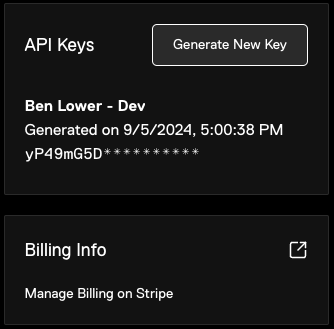 API Keys
Generate New Key
Ben Lower - Dev
Generated on 9/5/2024, 5:00:38 PM
yP49mG5D**********
Billing Info
Manage Billing on Stripe